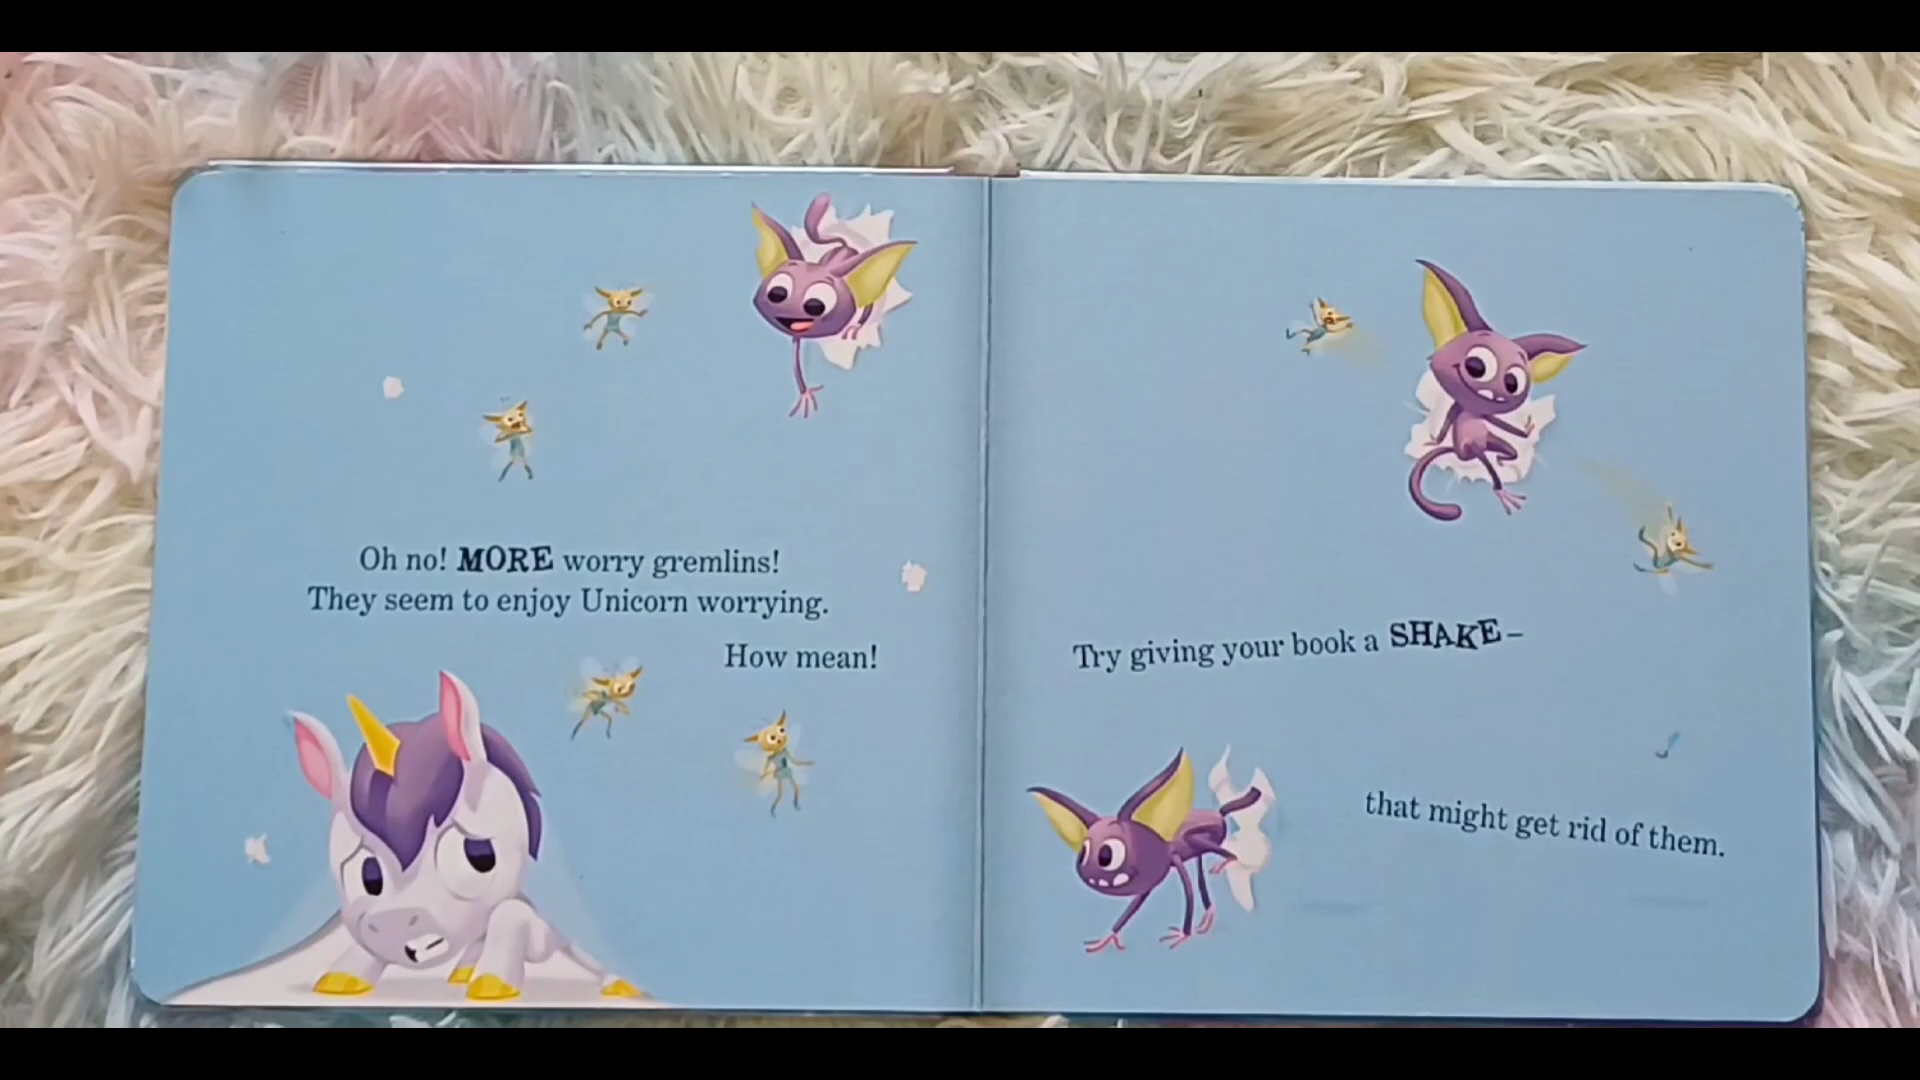 Oh no! MORE worry gremlins!
They seem to enjoy Unicorn worrying.
How mean!
Try giving your book a SHAKE–
that might get rid of them.